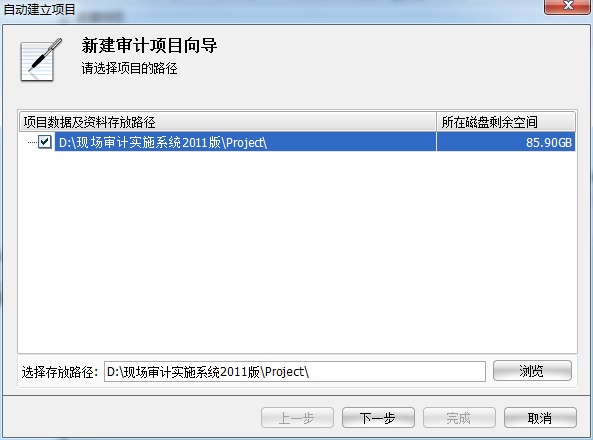 自动建立项目
新建审计项目向导
请选择项目的路径
项目数据及资料存放路径 所在磁盘剩余空间
D:\现场审计实施系统2011版\Project\ 85.90GB
选择存放路径: D:\现场审计实施系统2011版\Project\ 浏览
上一步 下一步 完成 取消